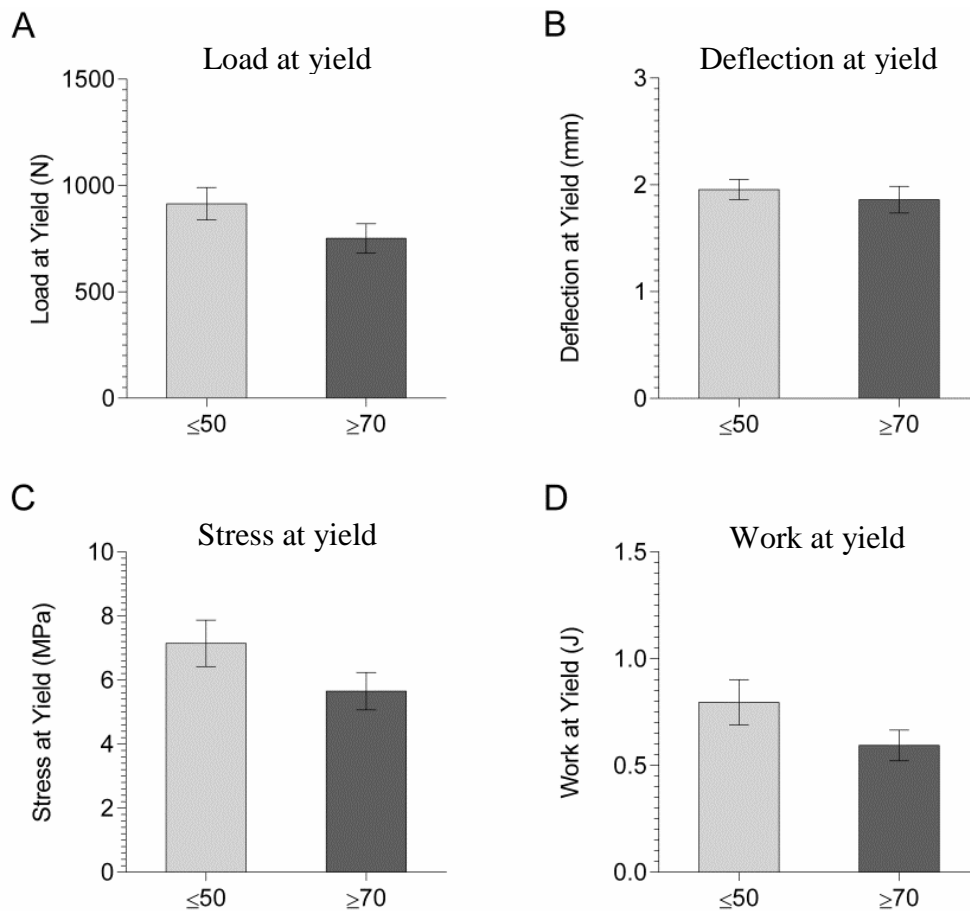 A
Load at yield
Load at Yield (N)
1500
1000
500
0
≤50
≥70
B
Deflection at yield
Deflection at Yield (mm)
3
2
1
0
≤50
≥70
C
Stress at yield
Stress at Yield (MPa)
10
8
6
4
2
0
≤50
≥70
D
Work at yield
Work at Yield (J)
1.5
1.0
0.5
0.0
≤50
≥70